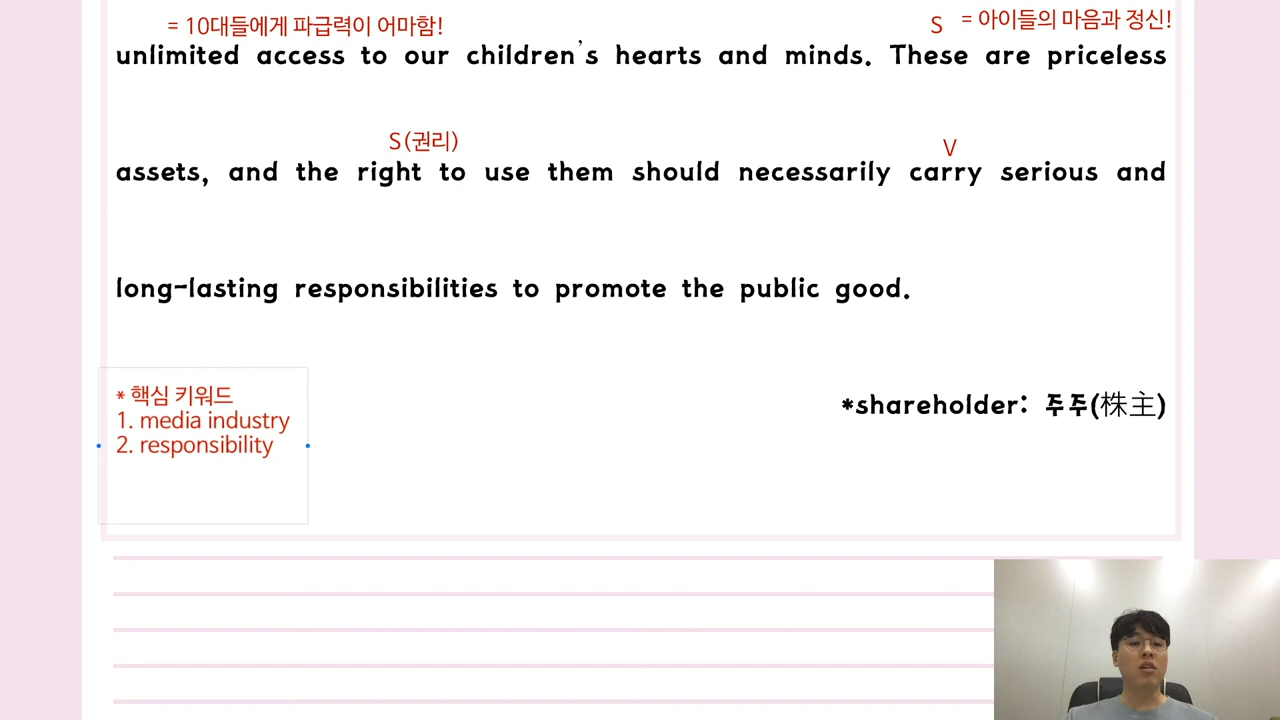 = 10대들에게 파급력이 어마함!
S = 아이들의 마음과 정신!
unlimited access to our children's hearts and minds. These are priceless
S(권리)
V
assets, and the right to use them should necessarily carry serious and
long-lasting responsibilities to promote the public good.
* 핵심 키워드
1. media industry
2. responsibility
*shareholder: 주주(株主)